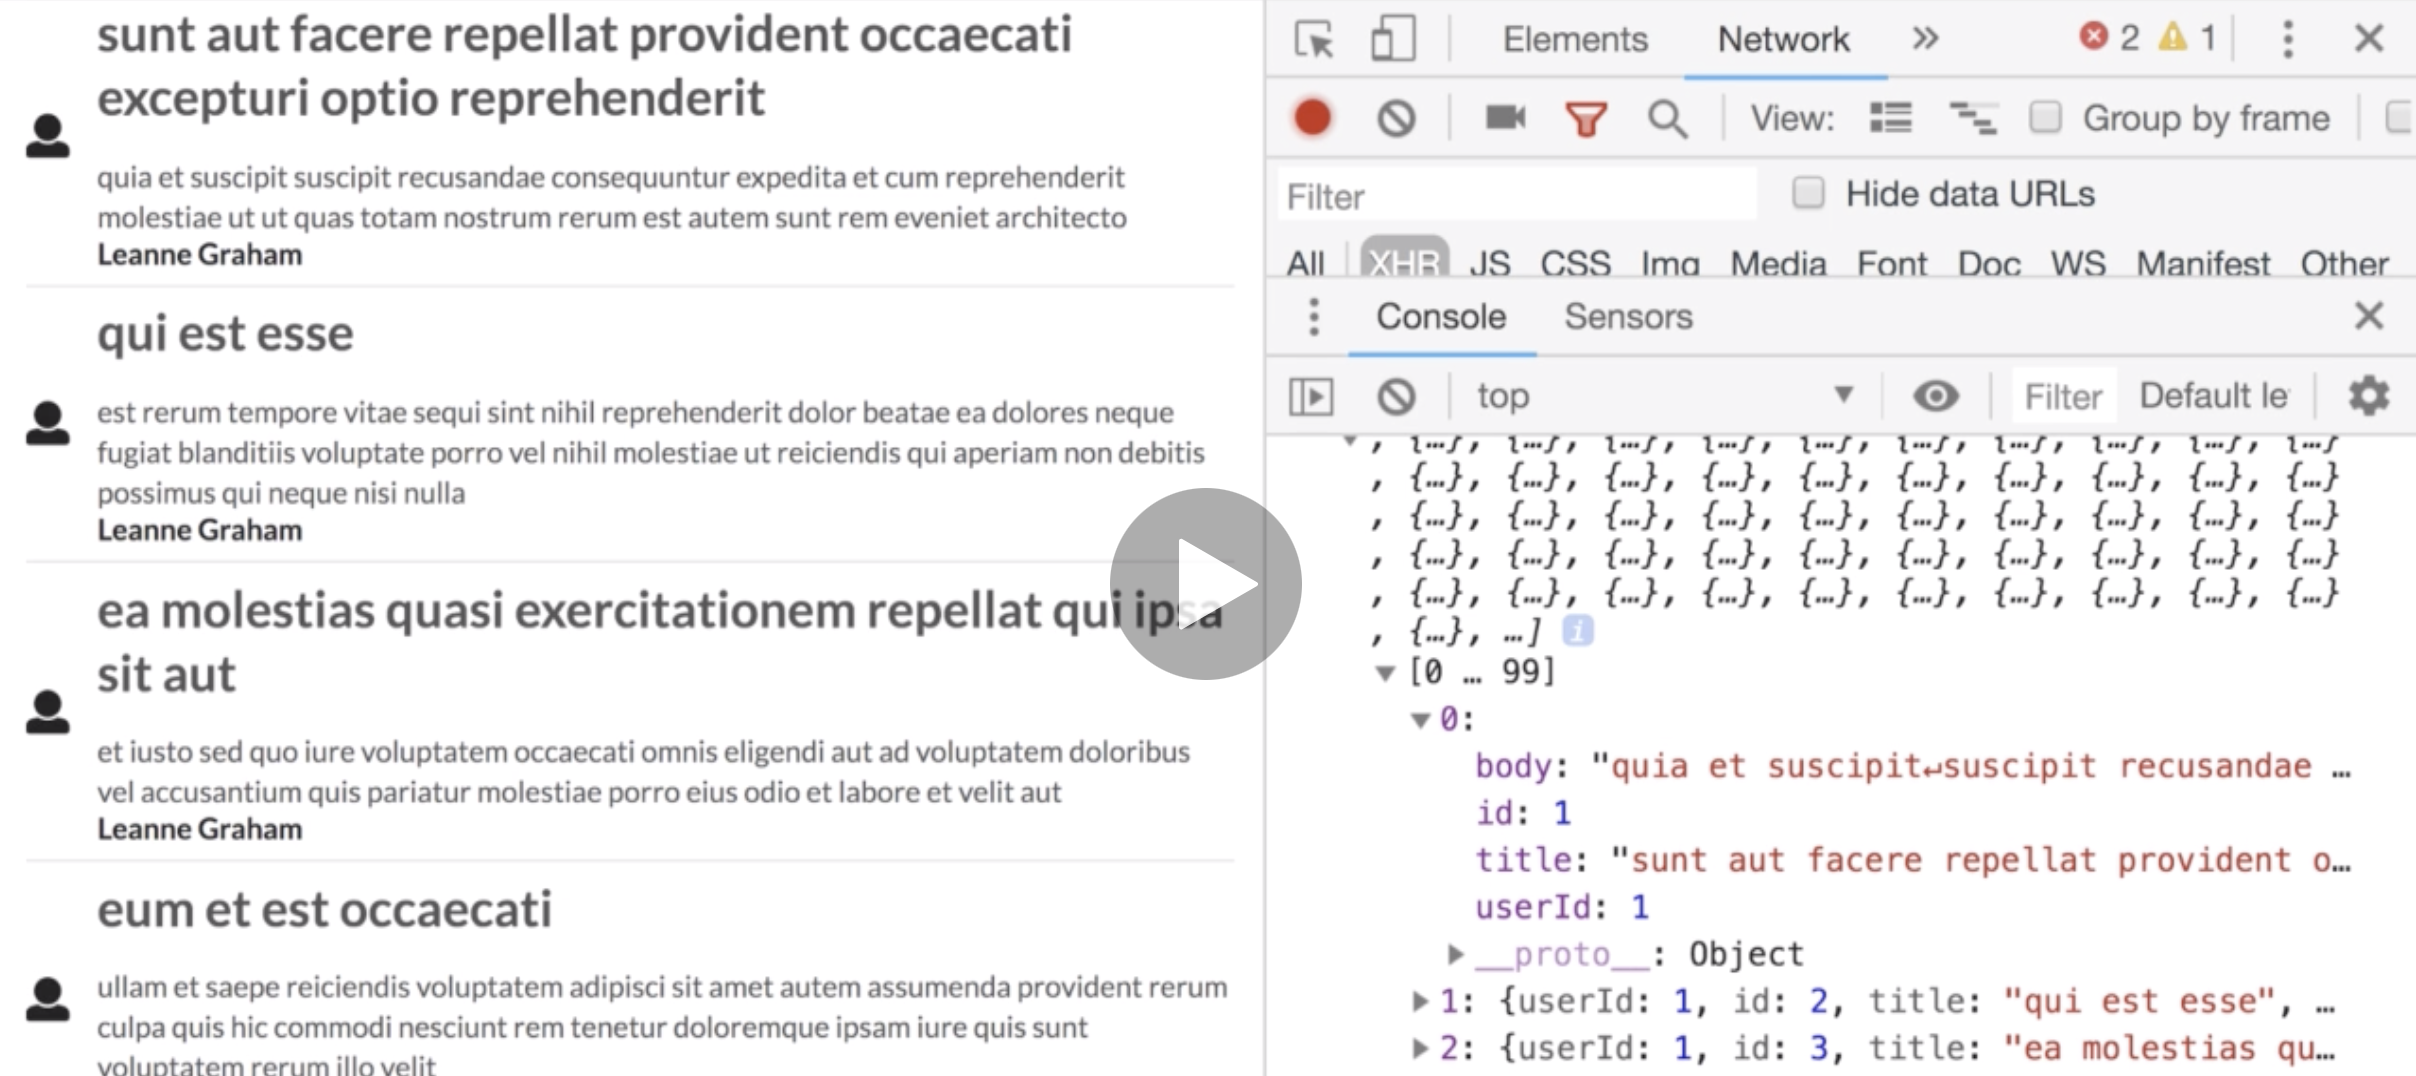 sunt aut facere repellat provident occaecati
excepturi optio reprehenderit
quia et suscipit suscipit recusandae consequuntur expedita et cum reprehenderit
molestiae ut ut quas totam nostrum rerum est autem sunt rem eveniet architecto
Leanne Graham
qui est esse
est rerum tempore vitae sequi sint nihil reprehenderit dolor beatae ea dolores neque
fugiat blanditiis voluptate porro vel nihil molestiae ut reiciendis qui aperiam non debitis
possimus qui neque nisi nulla
Leanne Graham
ea molestias quasi exercitationem repellat qui ipsa
sit aut
et iusto sed quo iure voluptatem occaecati omnis eligendi aut ad voluptatem doloribus
vel accusantium quis pariatur molestiae porro eius odio et labore et velit aut
Leanne Graham
eum et est occaecati
ullam et saepe reiciendis voluptatem adipisci sit amet autem assumenda provident rerum
culpa quis hic commodi nesciunt rem tenetur doloremque ipsam iure quis sunt
voluptatem rerum illo velit
Elements Network » 2 1
View: Group by frame
Filter Hide data URLs
All XHR JS CSS Img Media Font Doc WS Manifest Other
Console Sensors
top Filter Default le
, {…}, {…}, {…}, {…}, {…}, {…}, {…}, {…}, {…}, {…}
, {…}, {…}, {…}, {…}, {…}, {…}, {…}, {…}, {…}, {…}
, {…}, {…}, {…}, {…}, {…}, {…}, {…}, {…}, {…}, {…}
, {…}, {…}, {…}, {…}, {…}, {…}, {…}, {…}, {…}, {…}
, {…}, {…}, {…}, {…}, {…}, {…}, {…}, {…}, {…}, {…}
, {…}, …] i
▼ [0 … 99]
▼ 0:
body: "quia et suscipit↵suscipit recusandae …
id: 1
title: "sunt aut facere repellat provident o…
userId: 1
▶ __proto__: Object
▶ 1: {userId: 1, id: 2, title: "qui est esse", …
▶ 2: {userId: 1, id: 3, title: "ea molestias qu…